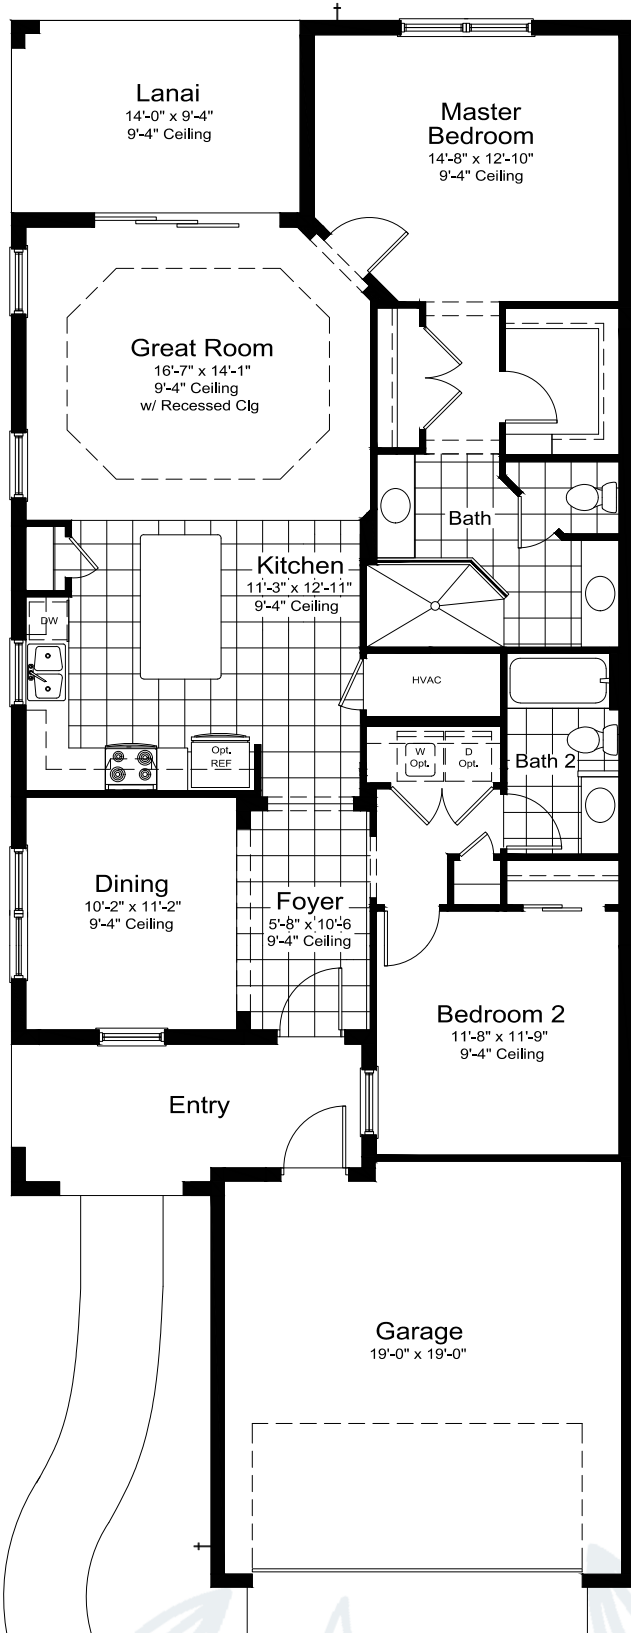 Lanai
14'-0" x 9'-4"
9'-4" Ceiling
Master
Bedroom
14'-8" x 12'-10"
9'-4" Ceiling
Great Room
16'-7" x 14'-1"
9'-4" Ceiling
w/ Recessed Clg
Bath
Kitchen
11'-3" x 12'-11"
9'-4" Ceiling
DW
HVAC
Opt.
REF
W
Opt.
D
Opt.
Bath 2
Dining
10'-2" x 11'-2"
9'-4" Ceiling
Foyer
5'-8" x 10'-6
9'-4" Ceiling
Bedroom 2
11'-8" x 11'-9"
9'-4" Ceiling
Entry
Garage
19'-0" x 19'-0"